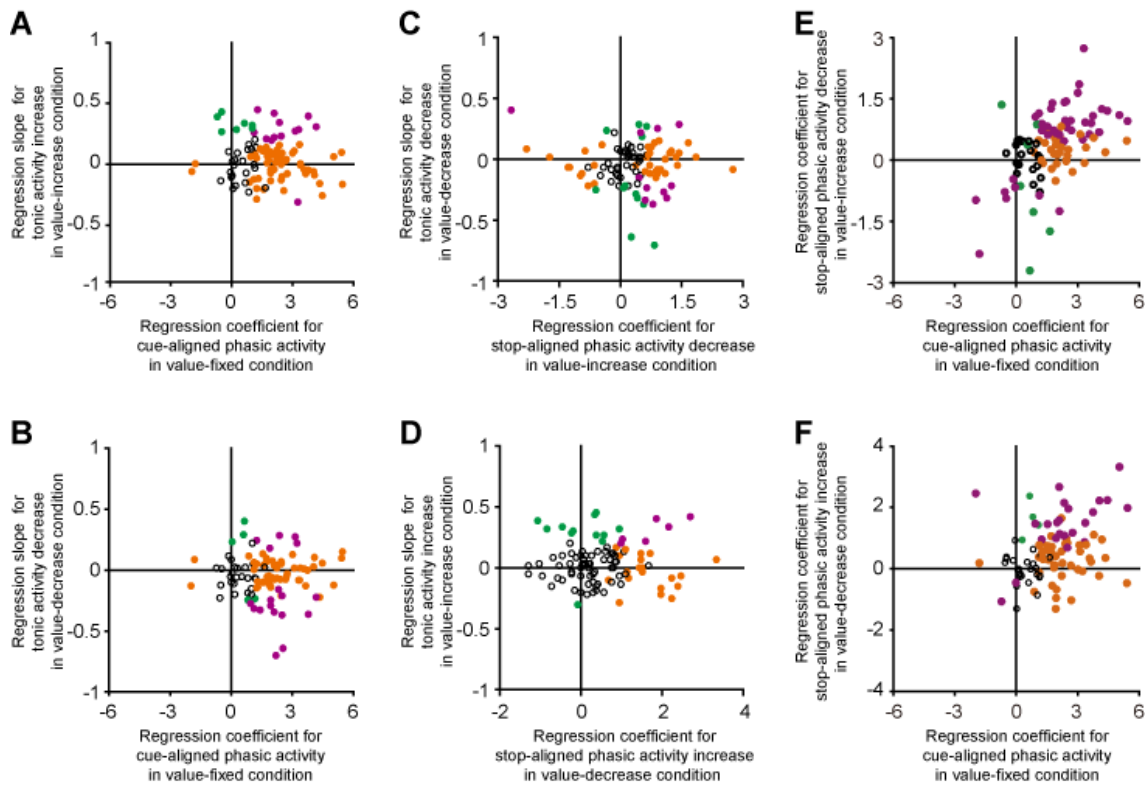 A
1
0.5
0
-0.5
-1
-6
-3
0
3
6
Regression slope for
tonic activity increase
in value-increase condition
Regression coefficient for
cue-aligned phasic activity
in value-fixed condition
C
1
0.5
0
-0.5
-1
-3
-1.5
0
1.5
3
Regression slope for
tonic activity decrease
in value-decrease condition
Regression coefficient for
stop-aligned phasic activity decrease
in value-increase condition
E
3
1.5
0
-1.5
-3
-6
-3
0
3
6
Regression coefficient for
stop-aligned phasic activity decrease
in value-increase condition
Regression coefficient for
cue-aligned phasic activity
in value-fixed condition
B
1
0.5
0
-0.5
-1
-6
-3
0
3
6
Regression slope for
tonic activity decrease
in value-decrease condition
Regression coefficient for
cue-aligned phasic activity
in value-fixed condition
D
1
0.5
0
-0.5
-1
-2
0
2
4
Regression slope for
tonic activity increase
in value-increase condition
Regression coefficient for
stop-aligned phasic activity increase
in value-decrease condition
F
4
2
0
-2
-4
-6
-3
0
3
6
Regression coefficient for
stop-aligned phasic activity increase
in value-decrease condition
Regression coefficient for
cue-aligned phasic activity
in value-fixed condition